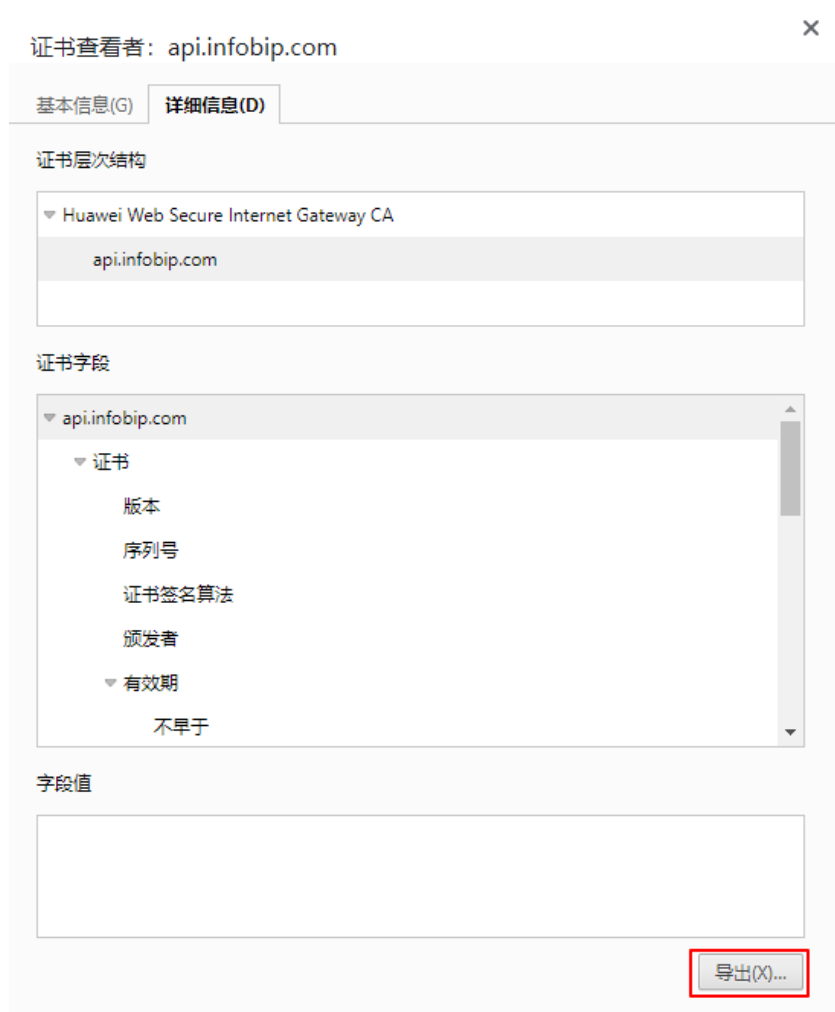 证书查看者：api.infobip.com
基本信息(G) 详细信息(D)
证书层次结构
Huawei Web Secure Internet Gateway CA
api.infobip.com
证书字段
api.infobip.com
证书
版本
序列号
证书签名算法
颁发者
有效期
不早于
字段值
导出(X)...